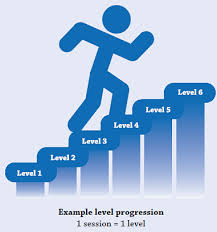 Level 6
Level 5
Level 4
Level 3
Level 2
Level 1
Example level progression
1 session = 1 level